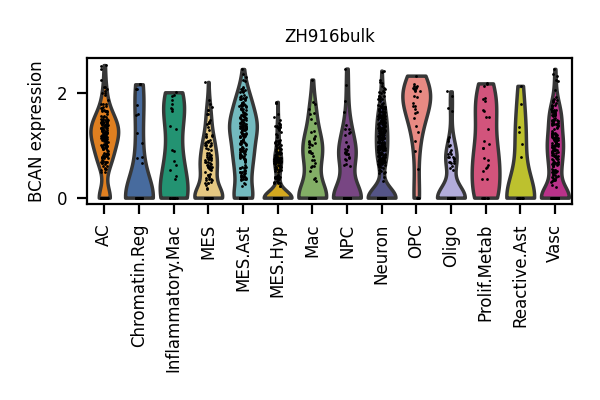 ZH916bulk
BCAN expression
2
0
AC
Chromatin.Reg
Inflammatory.Mac
MES
MES.Ast
MES.Hyp
Mac
NPC
Neuron
OPC
Oligo
Prolif.Metab
Reactive.Ast
Vasc